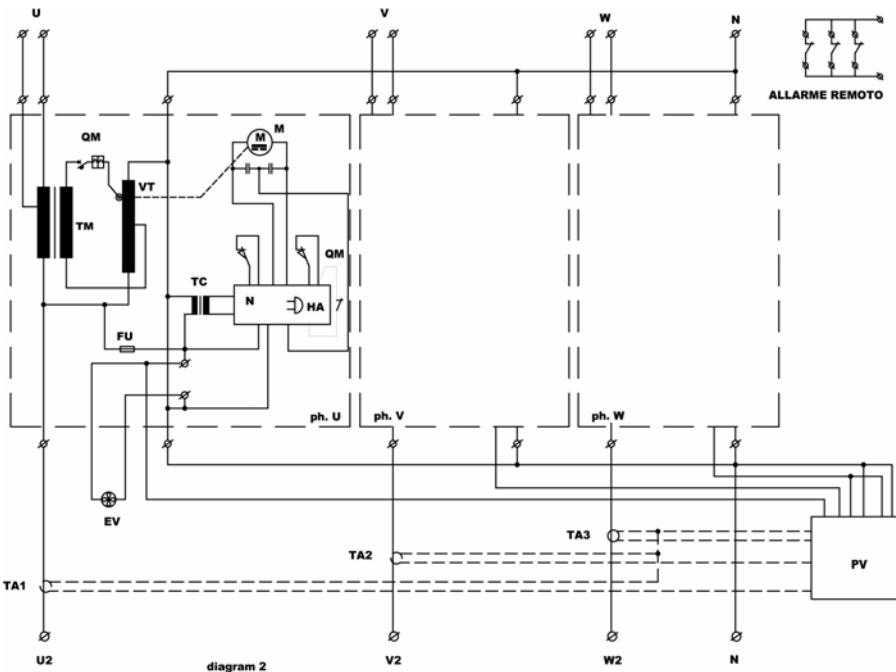 U
V
W
N
ALLARME REMOTO
QM
M
M
VT
TM
QM
TC
N
HA
FU
ph. U
ph. V
ph. W
EV
TA3
TA2
PV
TA1
U2
V2
W2
N
diagram 2